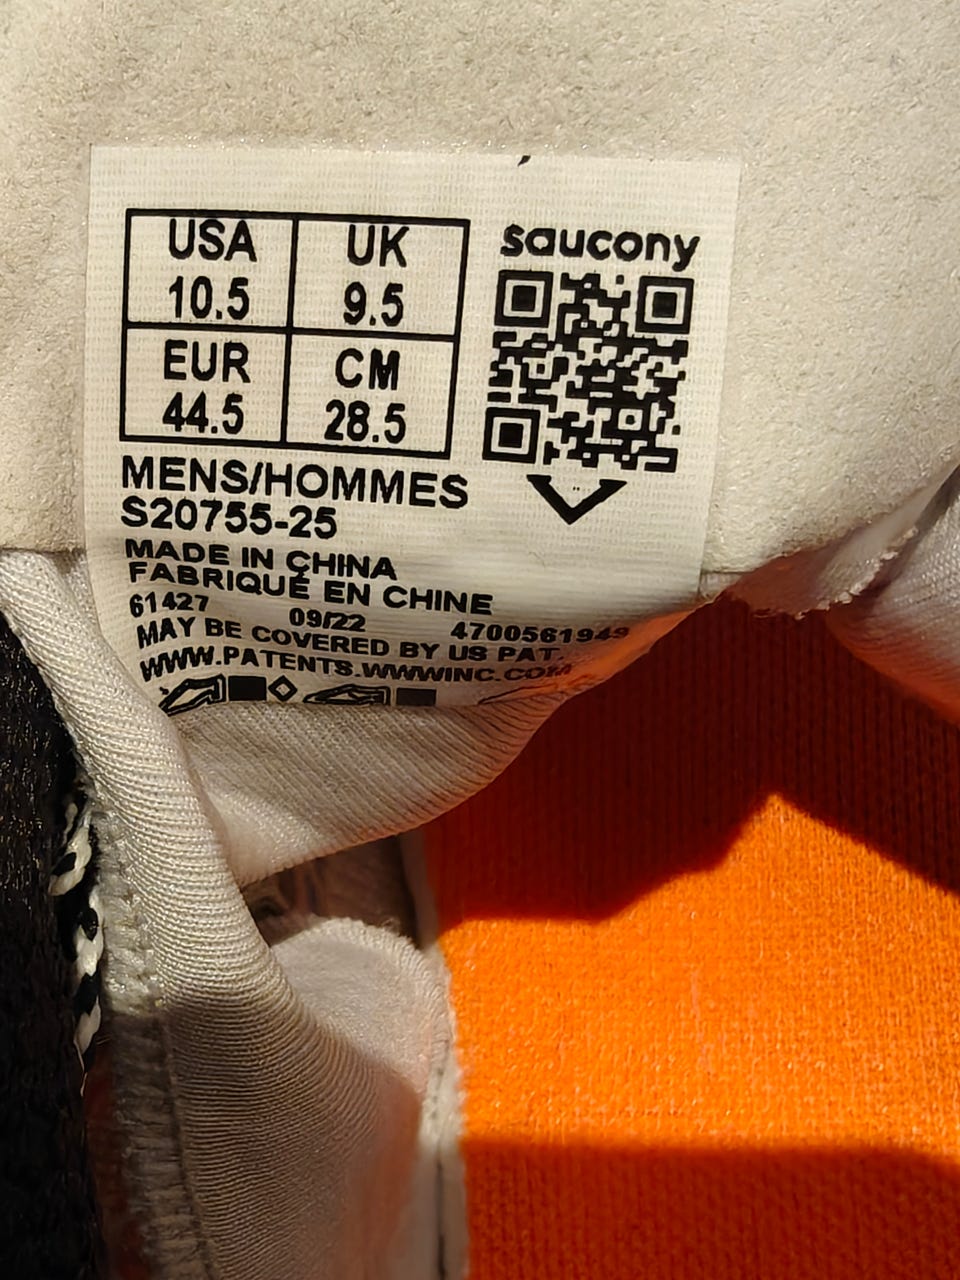 USA
10.5
UK
9.5
EUR
44.5
CM
28.5
saucony
MENS/HOMMES
S20755-25
MADE IN CHINA
FABRIQUÉ EN CHINE
61427 09/22 4700561949
MAY BE COVERED BY US PAT.
WWW.PATENTS.WWWINC.COM